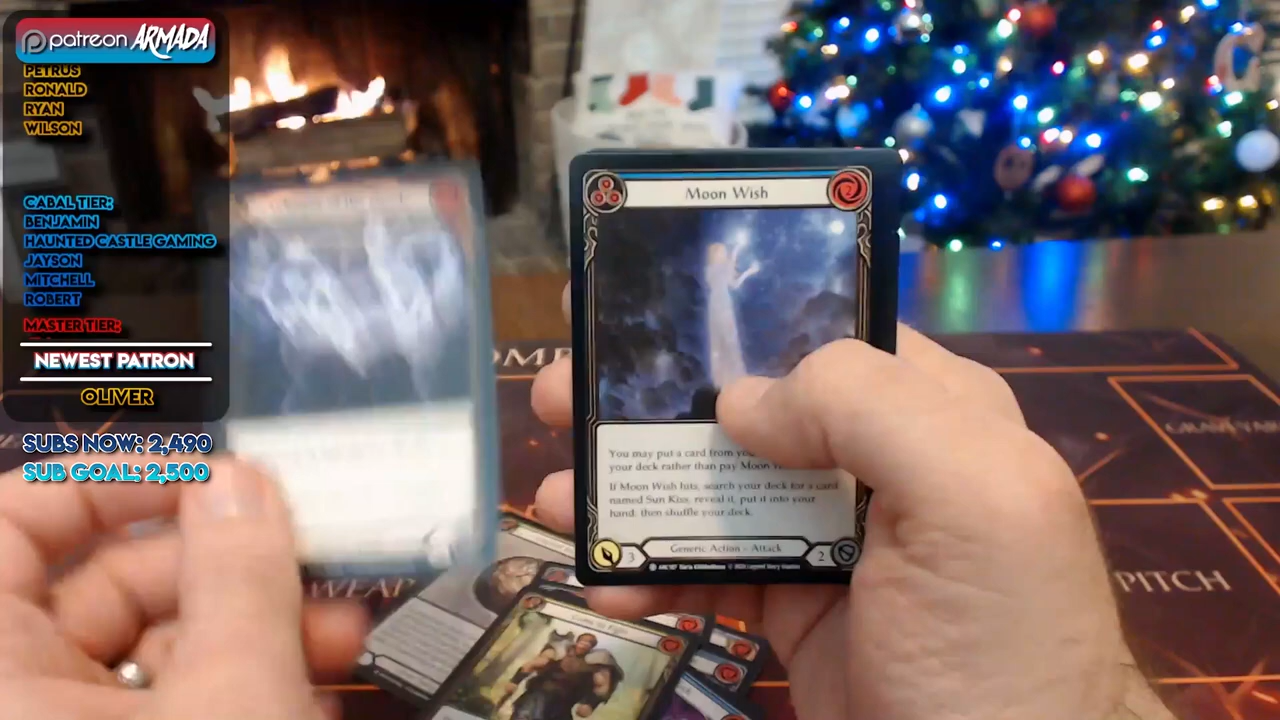 patreon ARMADA
PETRUS
RONALD
RYAN
WILSON
CABAL TIER:
BENJAMIN
HAUNTED CASTLE GAMING
JAYSON
MITCHELL
ROBERT
MASTER TIER:
NEWEST PATRON
OLIVER
SUBS NOW: 2,490
SUB GOAL: 2,500
2
Moon Wish
You may put a card from
your deck rather than pay Moon
If Moon Wish hits, search your deck for a card
named Sun Kiss, reveal it, put it into your
hand, then shuffle your deck.
3
Generic Action - Attack
2
PITCH